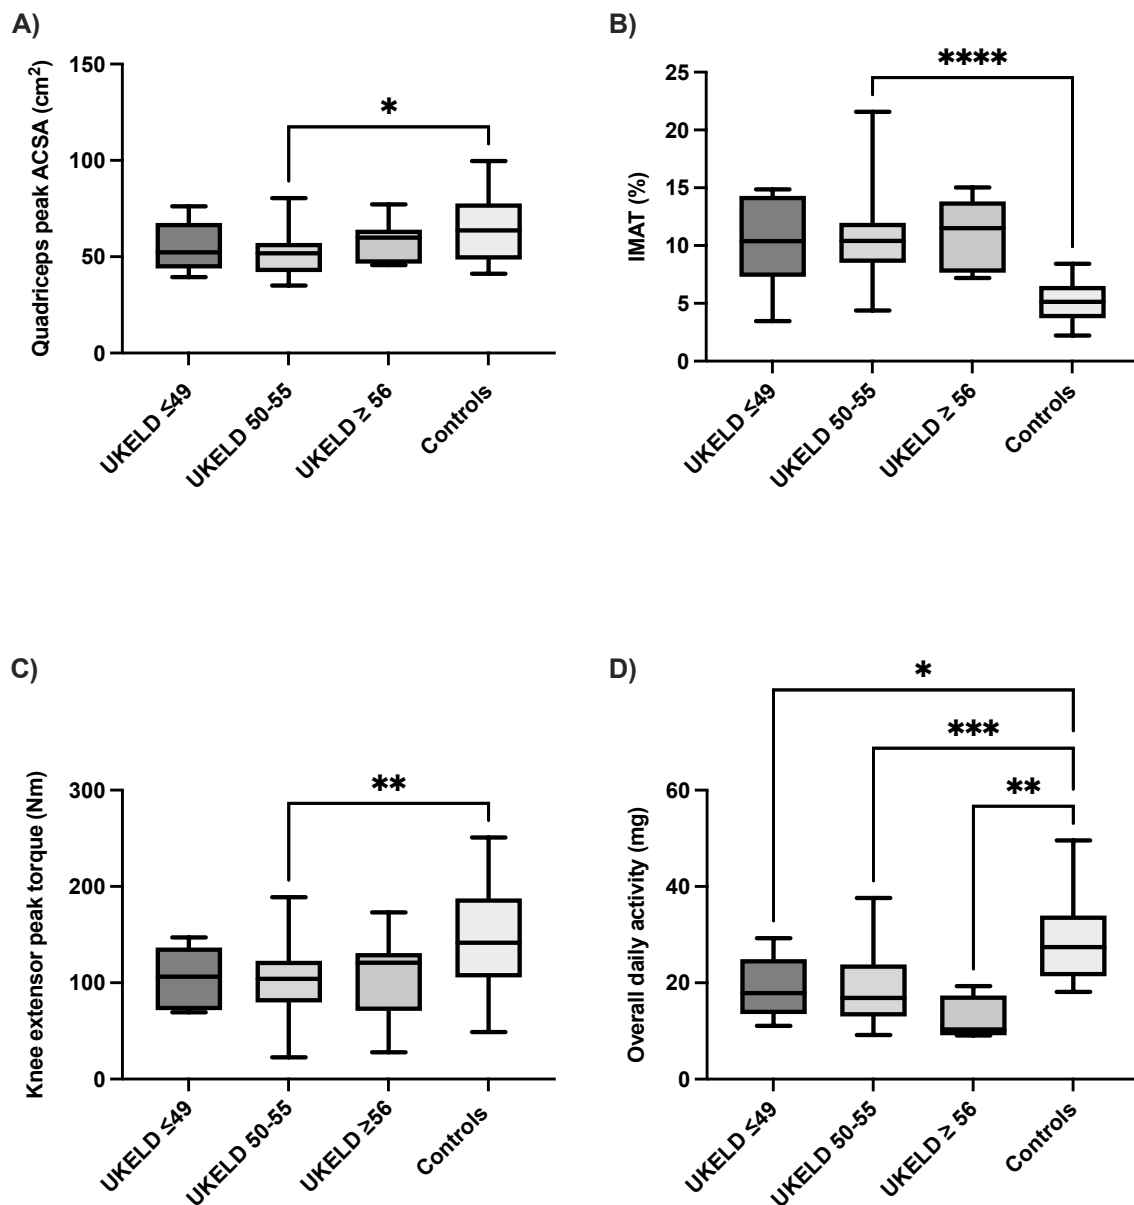 A)
Quadriceps peak ACSA (cm²)
150
100
50
0
*
UKELD ≤49
UKELD 50-55
UKELD ≥ 56
Controls
B)
IMAT (%)
25
20
15
10
5
0
****
UKELD ≤49
UKELD 50-55
UKELD ≥ 56
Controls
C)
Knee extensor peak torque (Nm)
300
200
100
0
**
UKELD ≤49
UKELD 50-55
UKELD ≥56
Controls
D)
Overall daily activity (mg)
60
40
20
0
*
***
**
UKELD ≤49
UKELD 50-55
UKELD ≥ 56
Controls